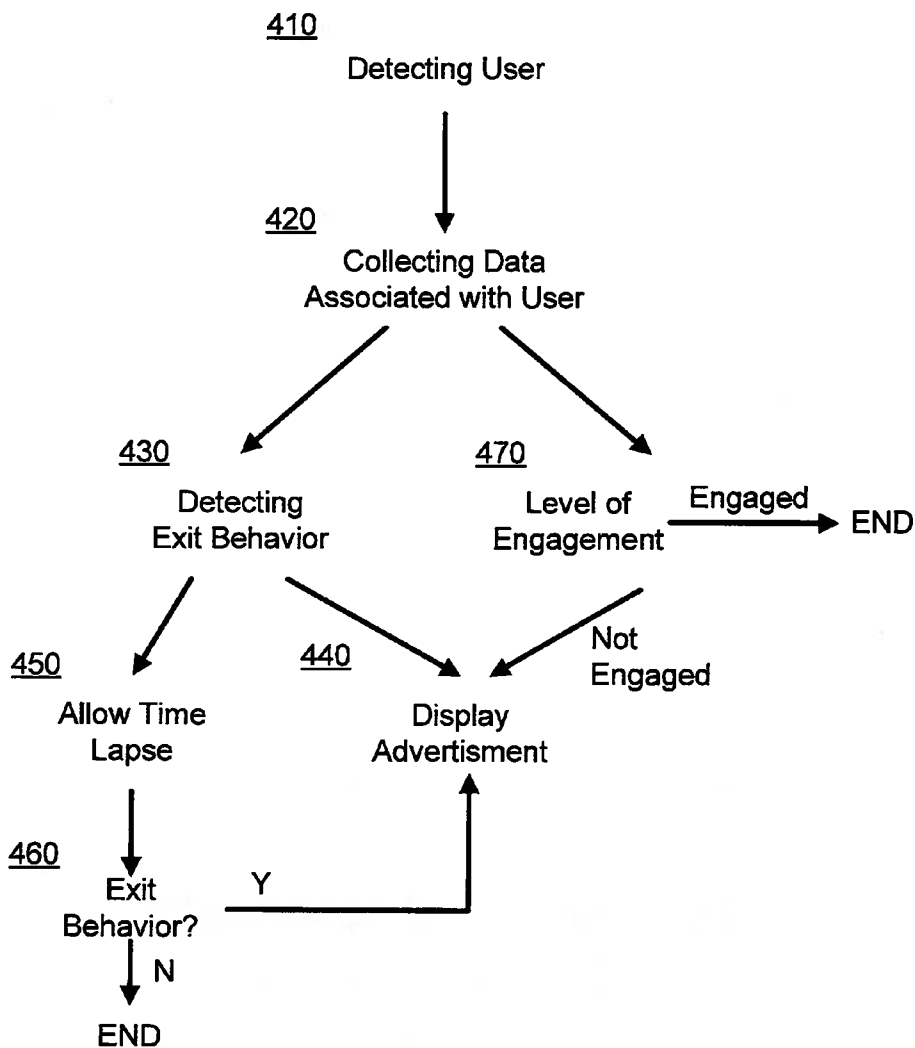 410
Detecting User
420
Collecting Data
Associated with User
430
Detecting
Exit Behavior
470
Level of
Engagement
Engaged
END
450
Allow Time
Lapse
440
Display
Advertisment
Not
Engaged
460
Exit
Behavior?
Y
N
END